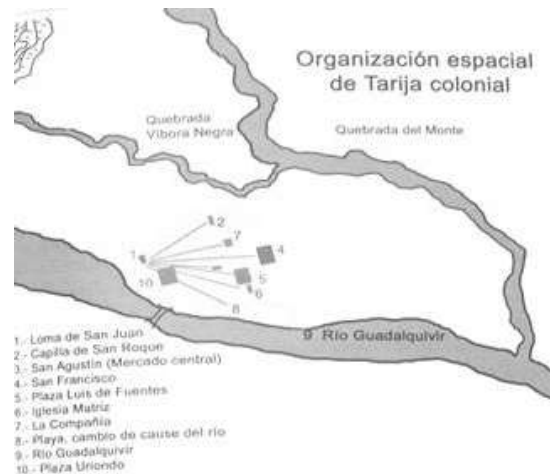 Organización espacial
de Tarija colonial
Quebrada
Víbora Negra
Quebrada del Monte
2
7
4
1
10
5
6
8
9 Río Guadalquivir
1.- Loma de San Juan
2.- Capilla de San Roque
3.- San Agustín (Mercado central)
4.- San Francisco
5.- Plaza Luis de Fuentes
6.- Iglesia Matriz
7.- La Compañía
8.- Playa, cambio de cause del río
9.- Río Guadalquivir
10.- Plaza Uriondo